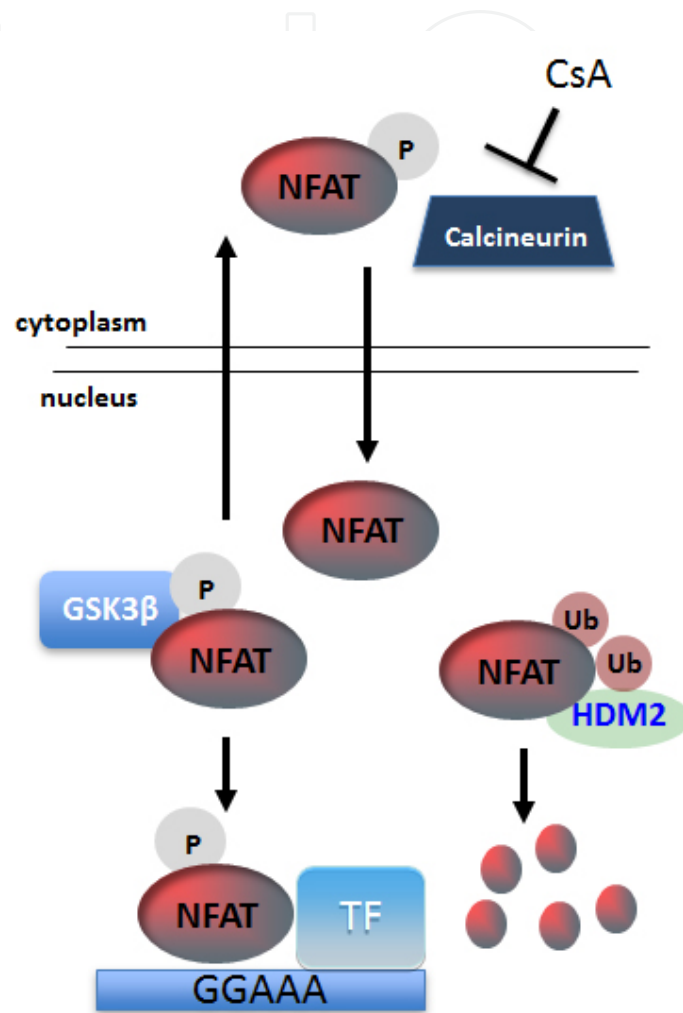 CsA
P
NFAT
Calcineurin
cytoplasm
nucleus
NFAT
P
GSK3β
NFAT
Ub
Ub
NFAT
HDM2
P
NFAT
TF
GGAAA